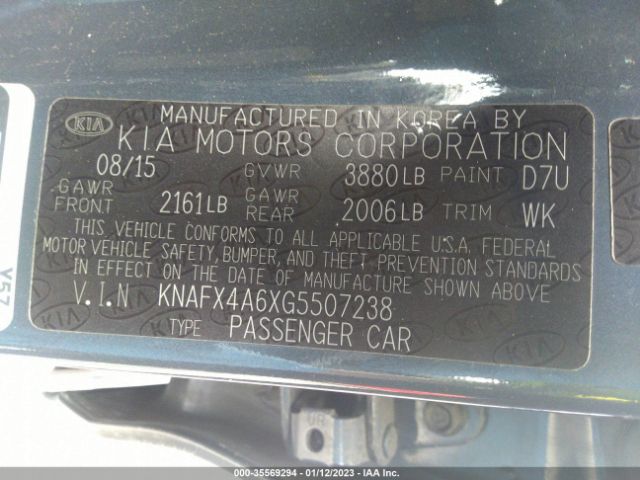 KIA
MANUFACTURED IN KOREA BY
KIA MOTORS CORPORATION
08/15 GVWR 3880LB PAINT D7U
GAWR FRONT 2161LB GAWR REAR 2006LB TRIM WK
THIS VEHICLE CONFORMS TO ALL APPLICABLE U.S.A. FEDERAL
MOTOR VEHICLE SAFETY, BUMPER, AND THEFT PREVENTION STANDARDS
IN EFFECT ON THE DATE OF MANUFACTURE SHOWN ABOVE
V.I.N KNAFX4A6XG5507238
TYPE PASSENGER CAR
Y57
000-35569294 - 01/12/2023 - IAA Inc.